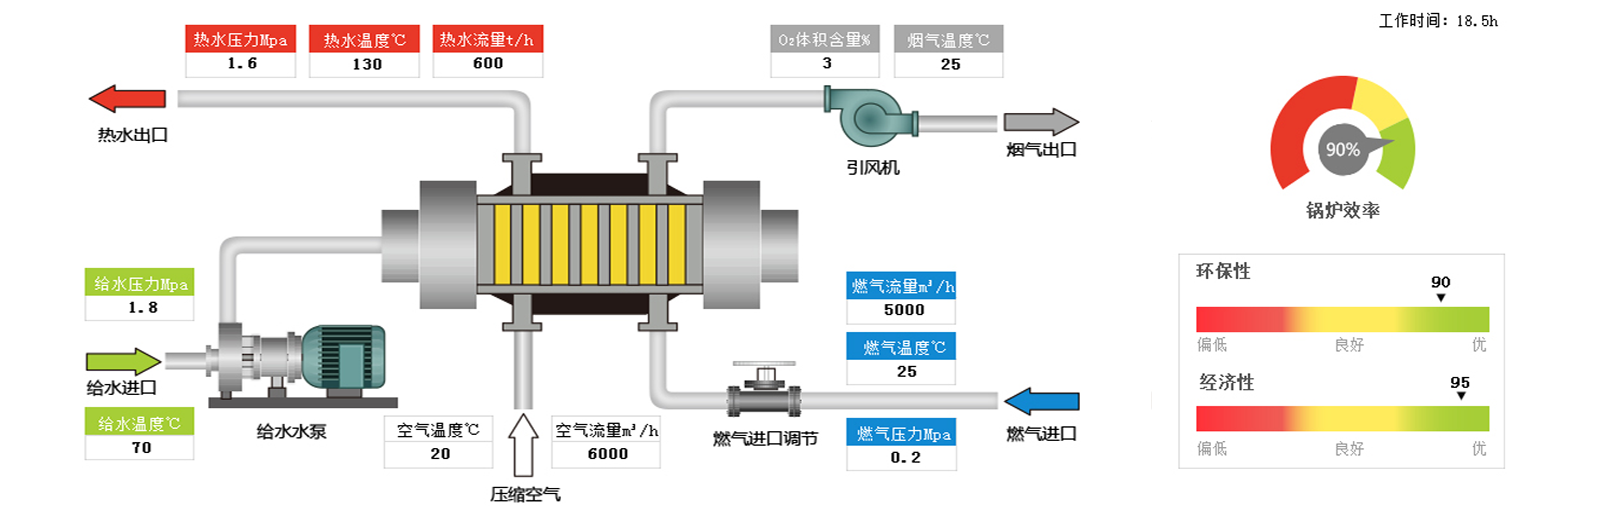 工作时间：18.5h
热水压力Mpa
1.6
热水温度℃
130
热水流量t/h
600
O₂体积含量%
3
烟气温度℃
25
热水出口
引风机
烟气出口
90%
锅炉效率
给水压力Mpa
1.8
给水进口
给水温度℃
70
给水水泵
空气温度℃
20
空气流量m³/h
6000
压缩空气
燃气流量m³/h
5000
燃气温度℃
25
燃气进口调节
燃气压力Mpa
0.2
燃气进口
环保性
90
偏低 良好 优
经济性
95
偏低 良好 优